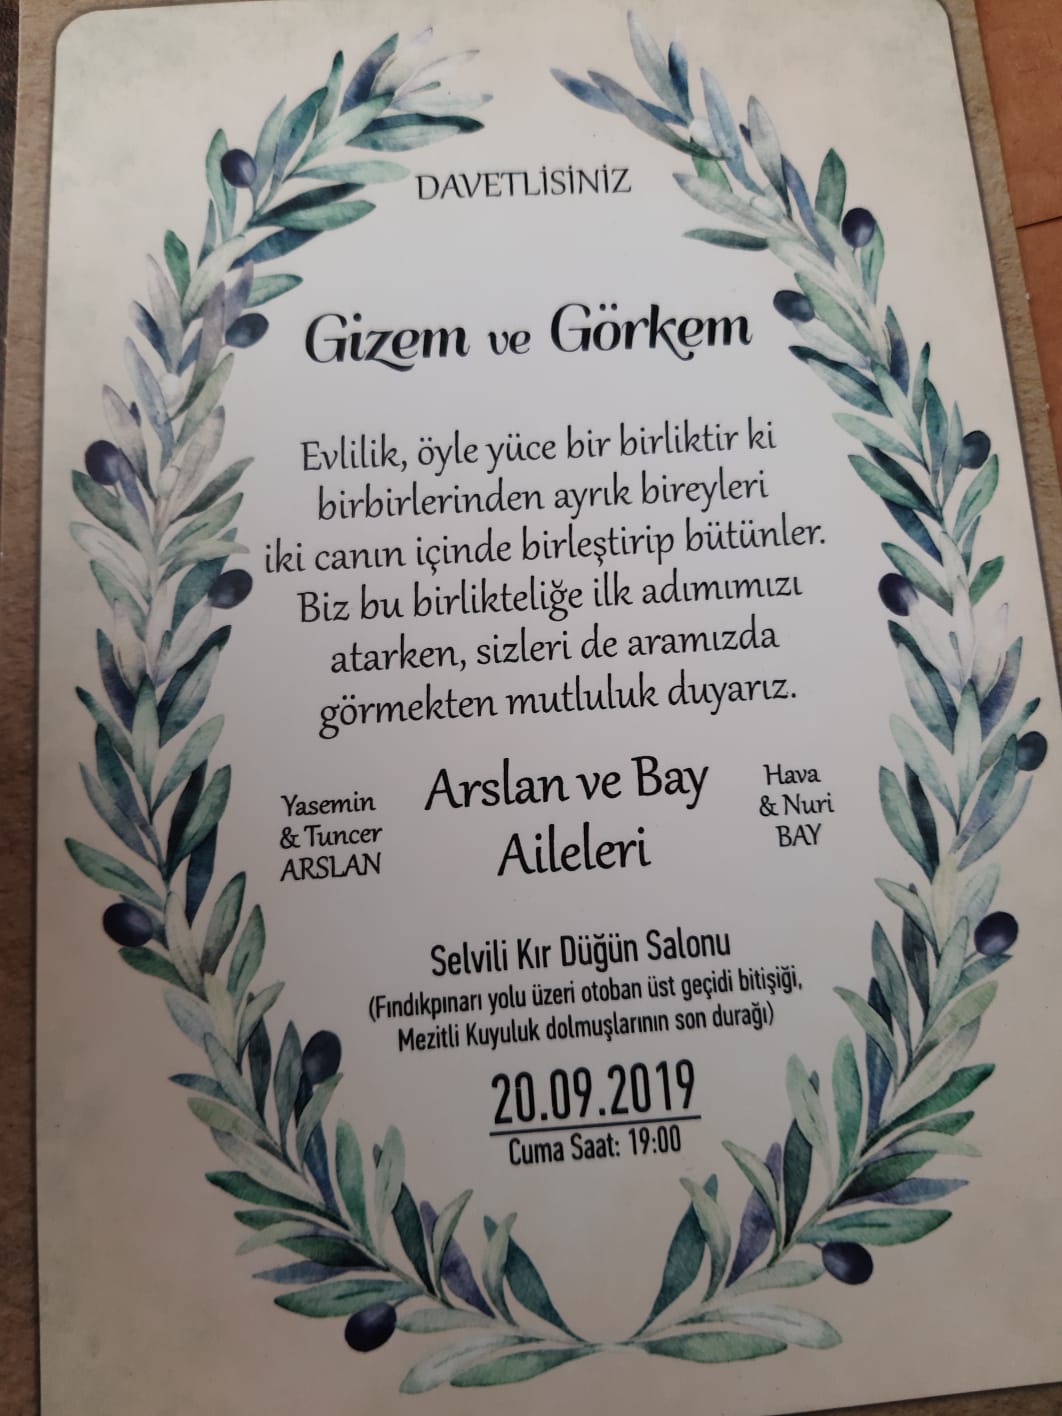 DAVETLİSİNİZ
Gizem ve Görkem
Evlilik, öyle yüce bir birliktir ki
birbirlerinden ayrık bireyleri
iki canın içinde birleştirip bütünler.
Biz bu birlikteliğe ilk adımımızı
atarken, sizleri de aramızda
görmekten mutluluk duyarız.
Yasemin
& Tuncer
ARSLAN
Arslan ve Bay
Aileleri
Hava
& Nuri
BAY
Selvili Kır Düğün Salonu
(Fındıkpınarı yolu üzeri otoban üst geçidi bitişiği,
Mezitli Kuyuluk dolmuşlarının son durağı)
20.09.2019
Cuma Saat: 19:00